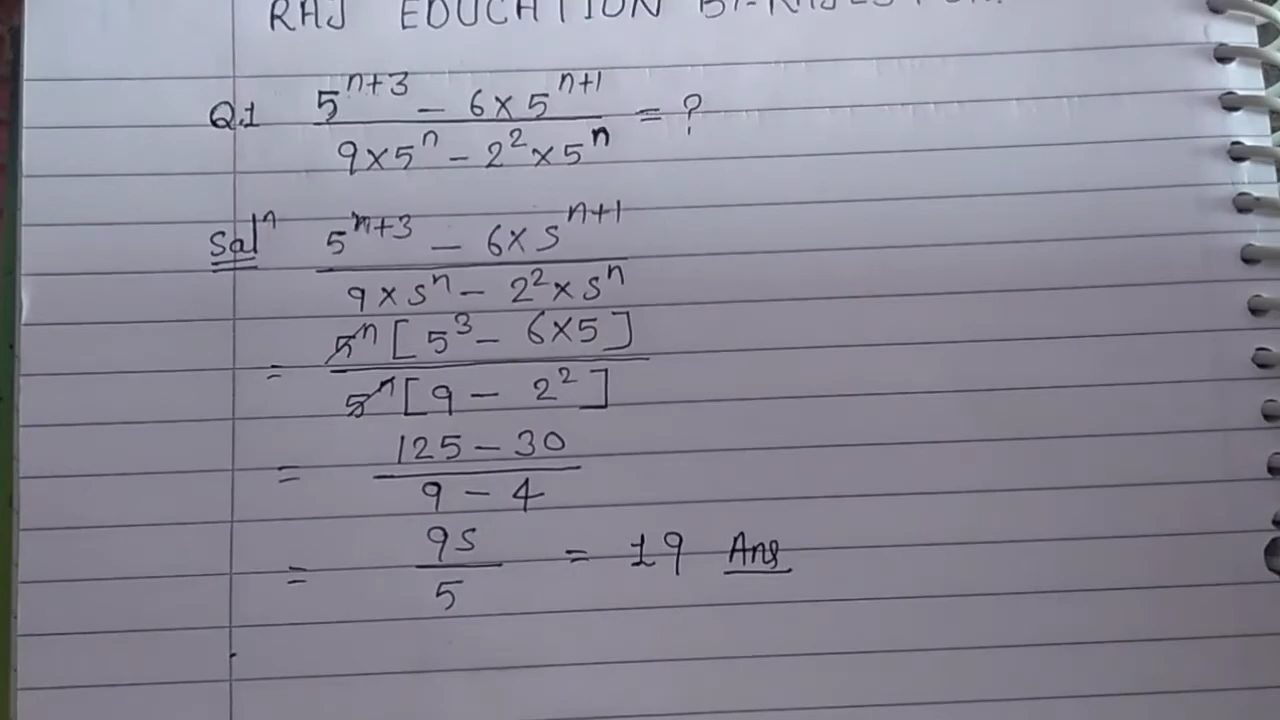 RAJ EDUCATION
Q.1 5^{n+3} - 6×5^{n+1} / 9×5^n - 2^2×5^n = ?
Sol^n 5^{n+3} - 6×5^{n+1} / 9×5^n - 2^2×5^n
= 5^n [5^3 - 6×5] / 5^n [9 - 2^2]
= 125 - 30 / 9 - 4
= 95 / 5 = 19 Ans